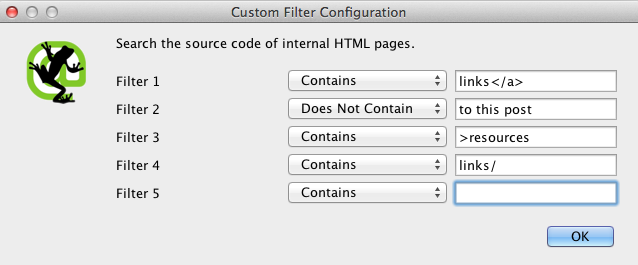 Custom Filter Configuration
Search the source code of internal HTML pages.
Filter 1 Contains links</a>
Filter 2 Does Not Contain to this post
Filter 3 Contains >resources
Filter 4 Contains links/
Filter 5 Contains
OK